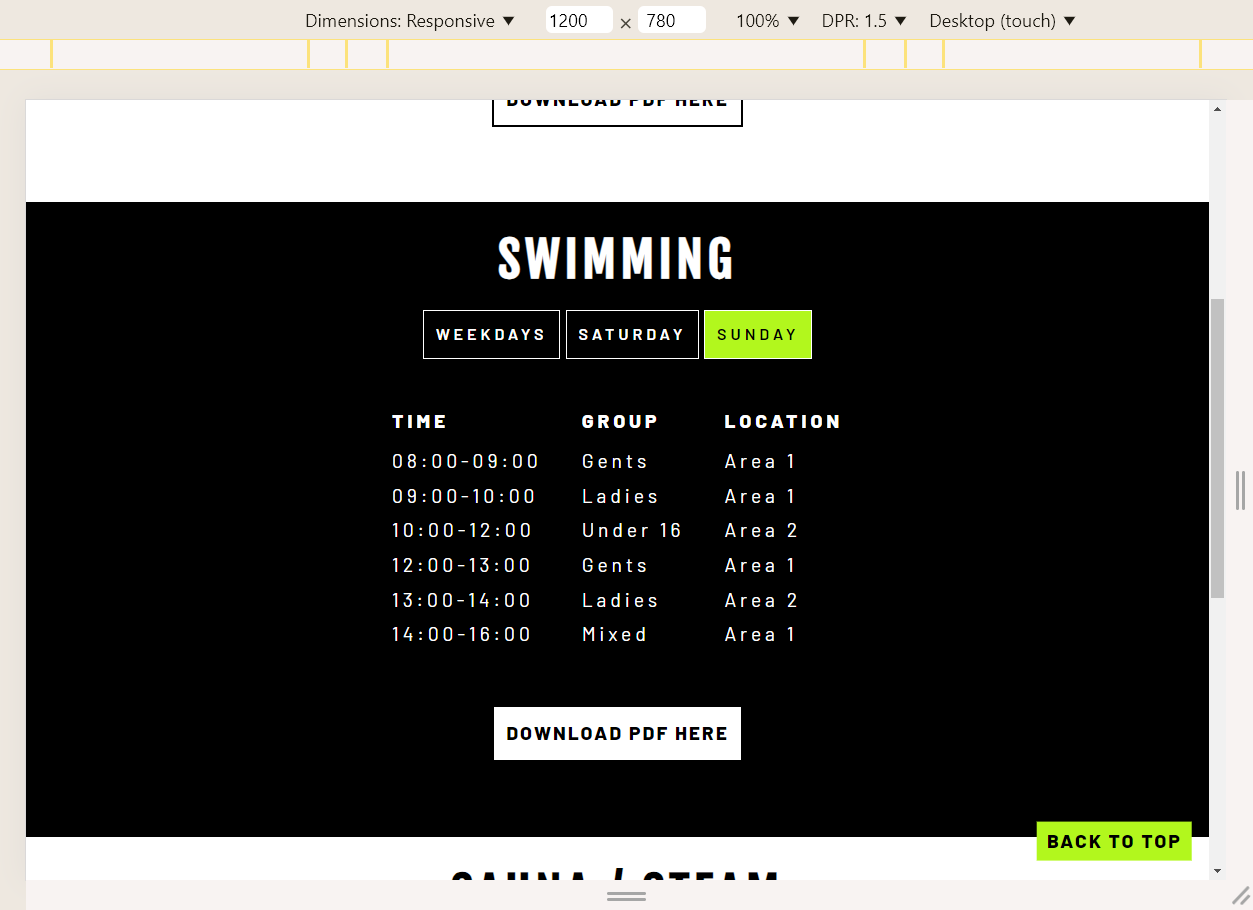 Dimensions: Responsive ▼ 1200 × 780 100% ▼ DPR: 1.5 ▼ Desktop (touch) ▼
DOWNLOAD PDF HERE
SWIMMING
WEEKDAYS SATURDAY SUNDAY
TIME GROUP LOCATION
08:00-09:00 Gents Area 1
09:00-10:00 Ladies Area 1
10:00-12:00 Under 16 Area 2
12:00-13:00 Gents Area 1
13:00-14:00 Ladies Area 2
14:00-16:00 Mixed Area 1
DOWNLOAD PDF HERE
BACK TO TOP
SAUNA / STEAM